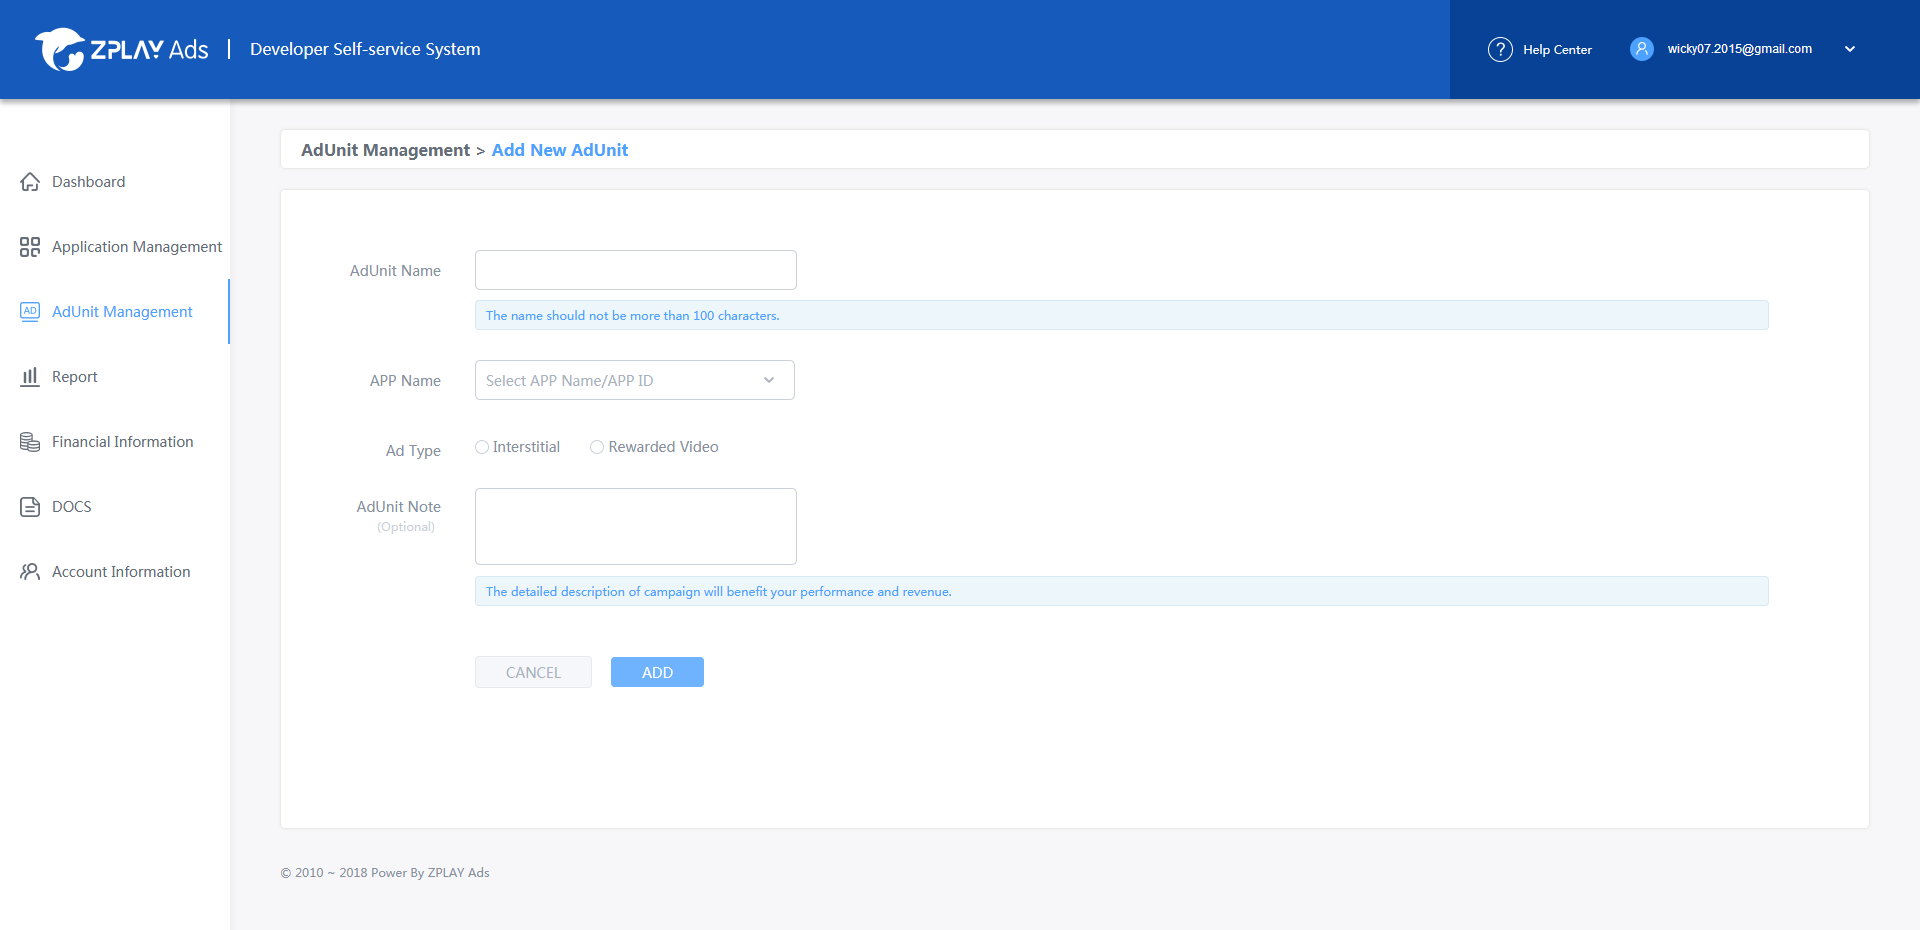 ZPLAY Ads | Developer Self-service System
? Help Center
wicky07.2015@gmail.com
Dashboard
Application Management
AD AdUnit Management
Report
Financial Information
DOCS
Account Information
AdUnit Management > Add New AdUnit
AdUnit Name
The name should not be more than 100 characters.
APP Name Select APP Name/APP ID
Ad Type Interstitial Rewarded Video
AdUnit Note
(Optional)
The detailed description of campaign will benefit your performance and revenue.
CANCEL ADD
© 2010 ~ 2018 Power By ZPLAY Ads